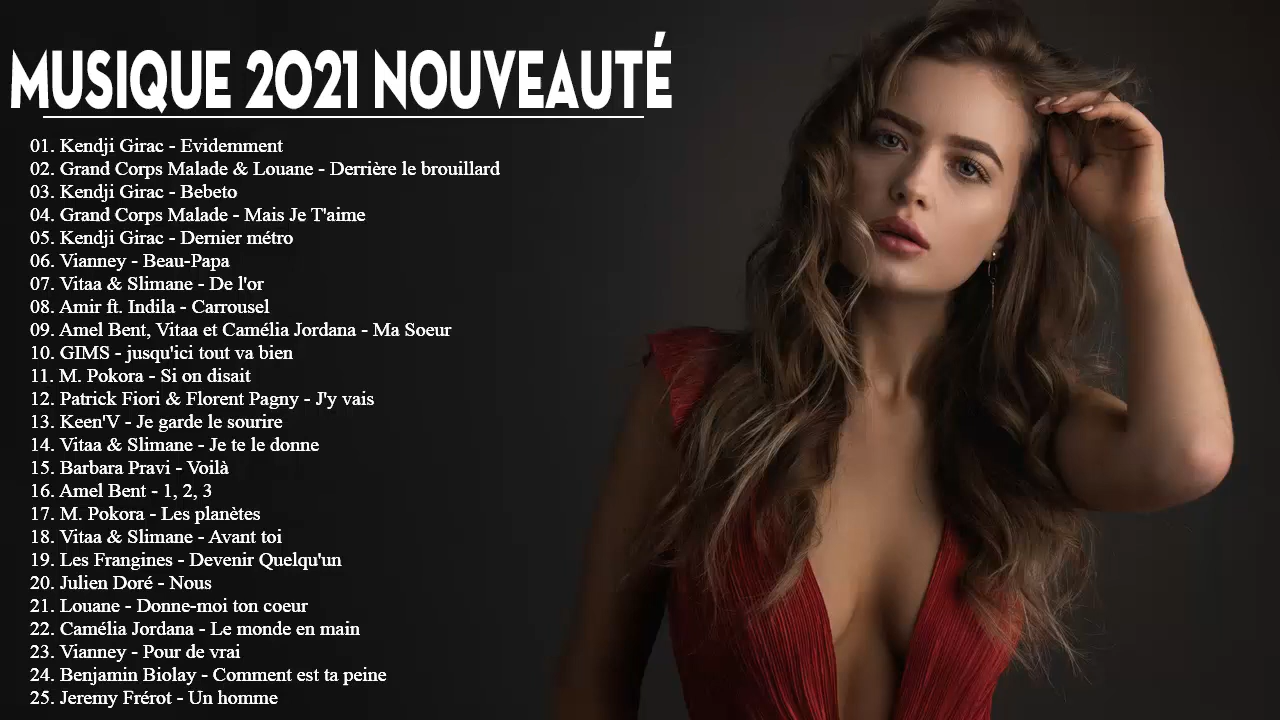 MUSIQUE 2021 NOUVEAUTÉ
01. Kendji Girac - Evidemment
02. Grand Corps Malade & Louane - Derrière le brouillard
03. Kendji Girac - Bebeto
04. Grand Corps Malade - Mais Je T'aime
05. Kendji Girac - Dernier métro
06. Vianney - Beau-Papa
07. Vitaa & Slimane - De l'or
08. Amir ft. Indila - Carrousel
09. Amel Bent, Vitaa et Camélia Jordana - Ma Soeur
10. GIMS - jusqu'ici tout va bien
11. M. Pokora - Si on disait
12. Patrick Fiori & Florent Pagny - J'y vais
13. Keen'V - Je garde le sourire
14. Vitaa & Slimane - Je te le donne
15. Barbara Pravi - Voilà
16. Amel Bent - 1, 2, 3
17. M. Pokora - Les planètes
18. Vitaa & Slimane - Avant toi
19. Les Frangines - Devenir Quelqu'un
20. Julien Doré - Nous
21. Louane - Donne-moi ton coeur
22. Camélia Jordana - Le monde en main
23. Vianney - Pour de vrai
24. Benjamin Biolay - Comment est ta peine
25. Jeremy Frérot - Un homme